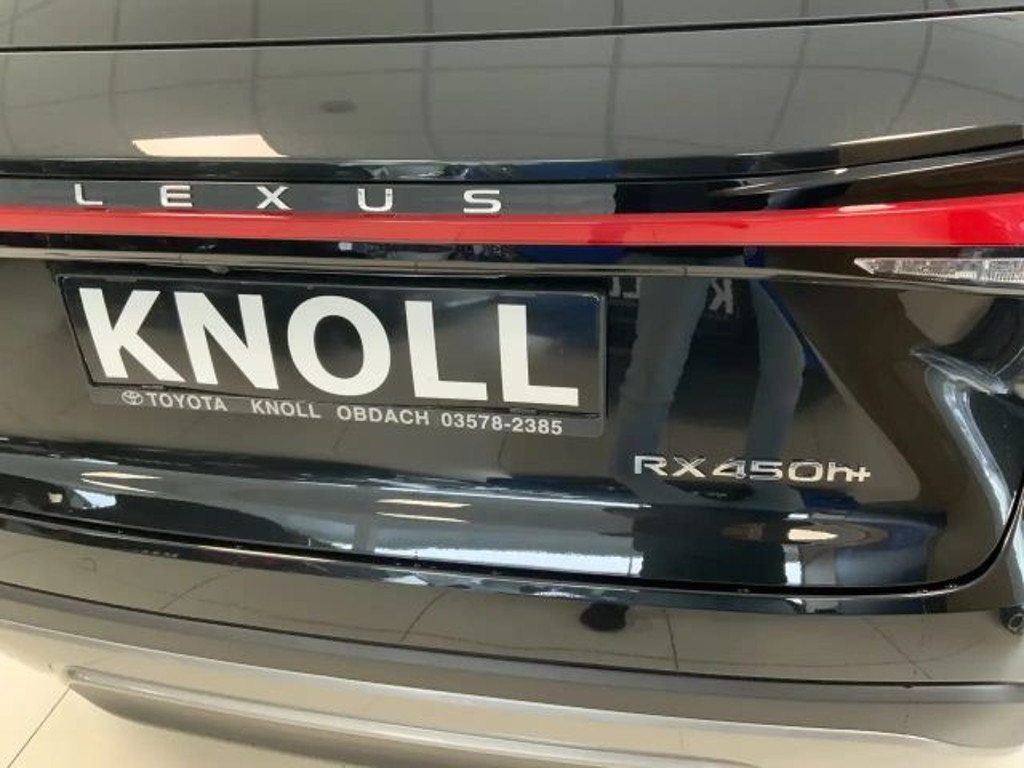 LEXUS
KNOLL
TOYOTA KNOLL OBDACH 03578-2385
RX450h+